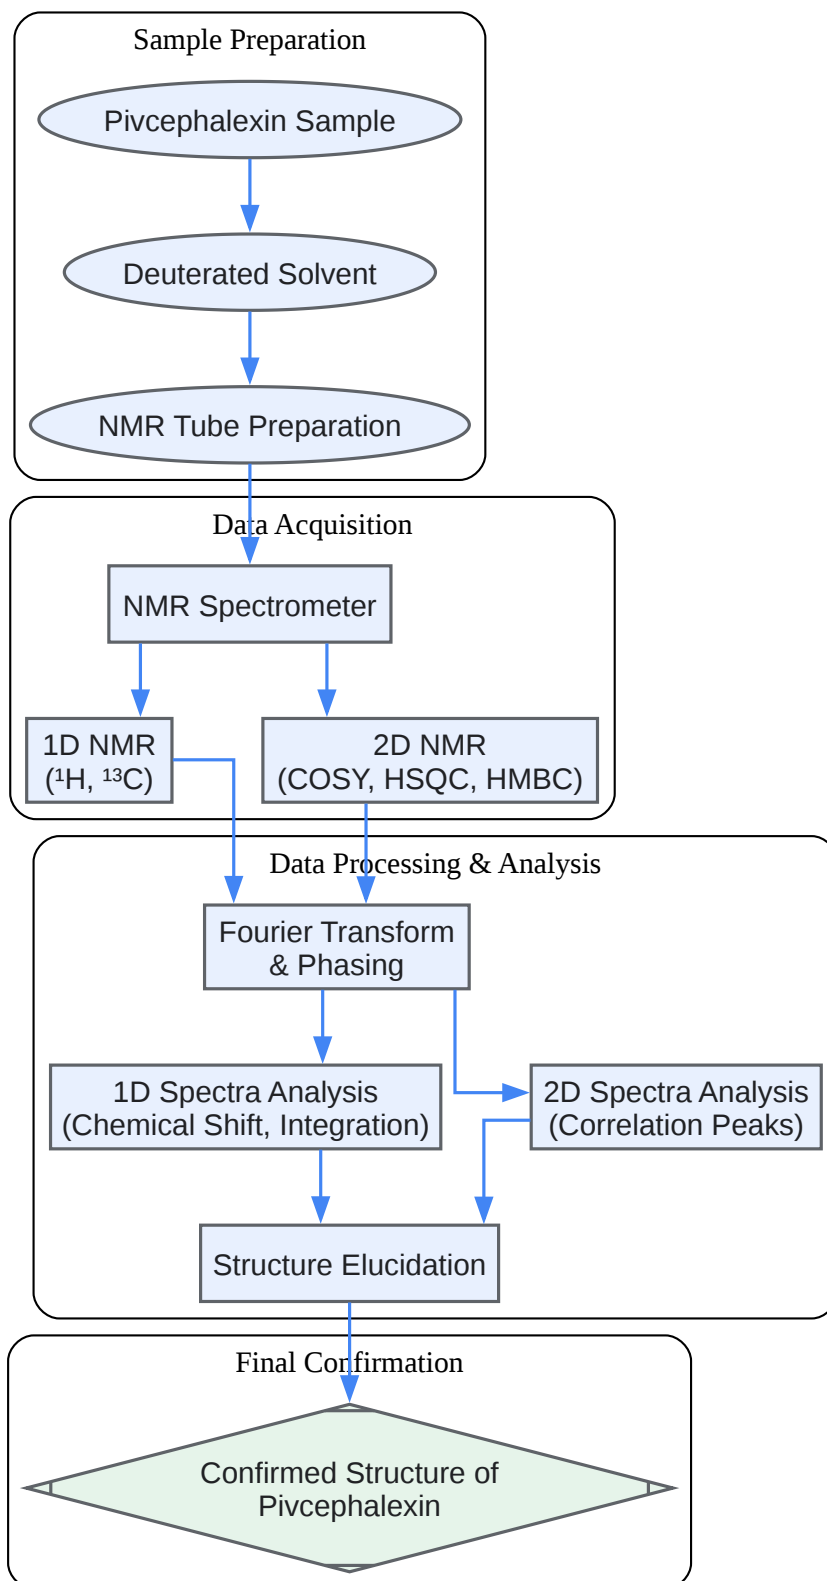 Sample Preparation
Pivcephalexin Sample
Deuterated Solvent
NMR Tube Preparation
Data Acquisition
NMR Spectrometer
1D NMR
(¹H, ¹³C)
2D NMR
(COSY, HSQC, HMBC)
Data Processing & Analysis
Fourier Transform
& Phasing
1D Spectra Analysis
(Chemical Shift, Integration)
2D Spectra Analysis
(Correlation Peaks)
Structure Elucidation
Final Confirmation
Confirmed Structure of
Pivcephalexin